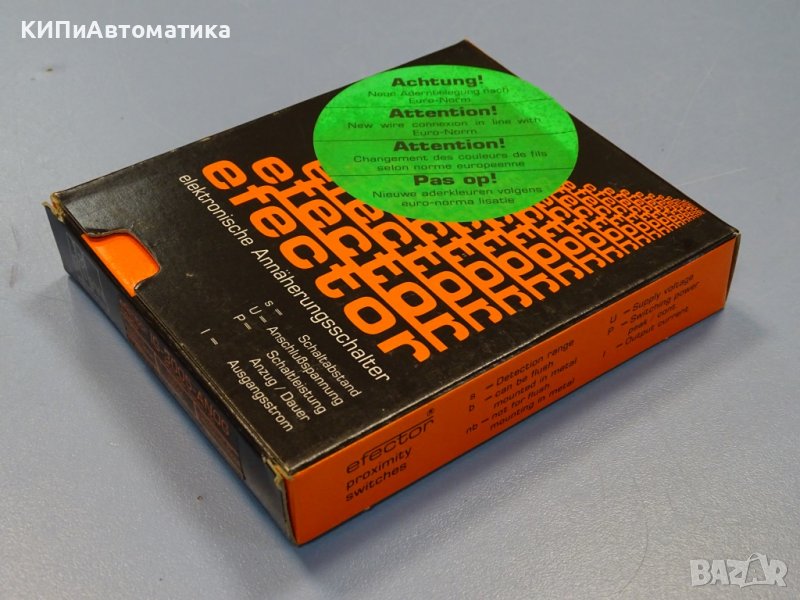 КИПиАвтоматика
Achtung!
Neue Adernbelegung nach
Euro-Norm
Attention!
New wire connexion in line with
Euro-Norm
Attention!
Changement des couleurs de fils
selon norme européenne
Pas op!
Nieuwe aderkleuren volgens
euro-norma lisatie
efector
efector
efector
elektronische Annäherungsschalter
s = Schaltabstand
U = Anschlußspannung
P = Schaltleistung
Anzug / Dauer
I = Ausgangsstrom
efector®
proximity
switches
s – Detection range
b – can be flush
mounted in metal
nb – not for flush
mounting in metal
U – Supply voltage
P – Switching power
peak / cont.
I – Output current
BAZAR